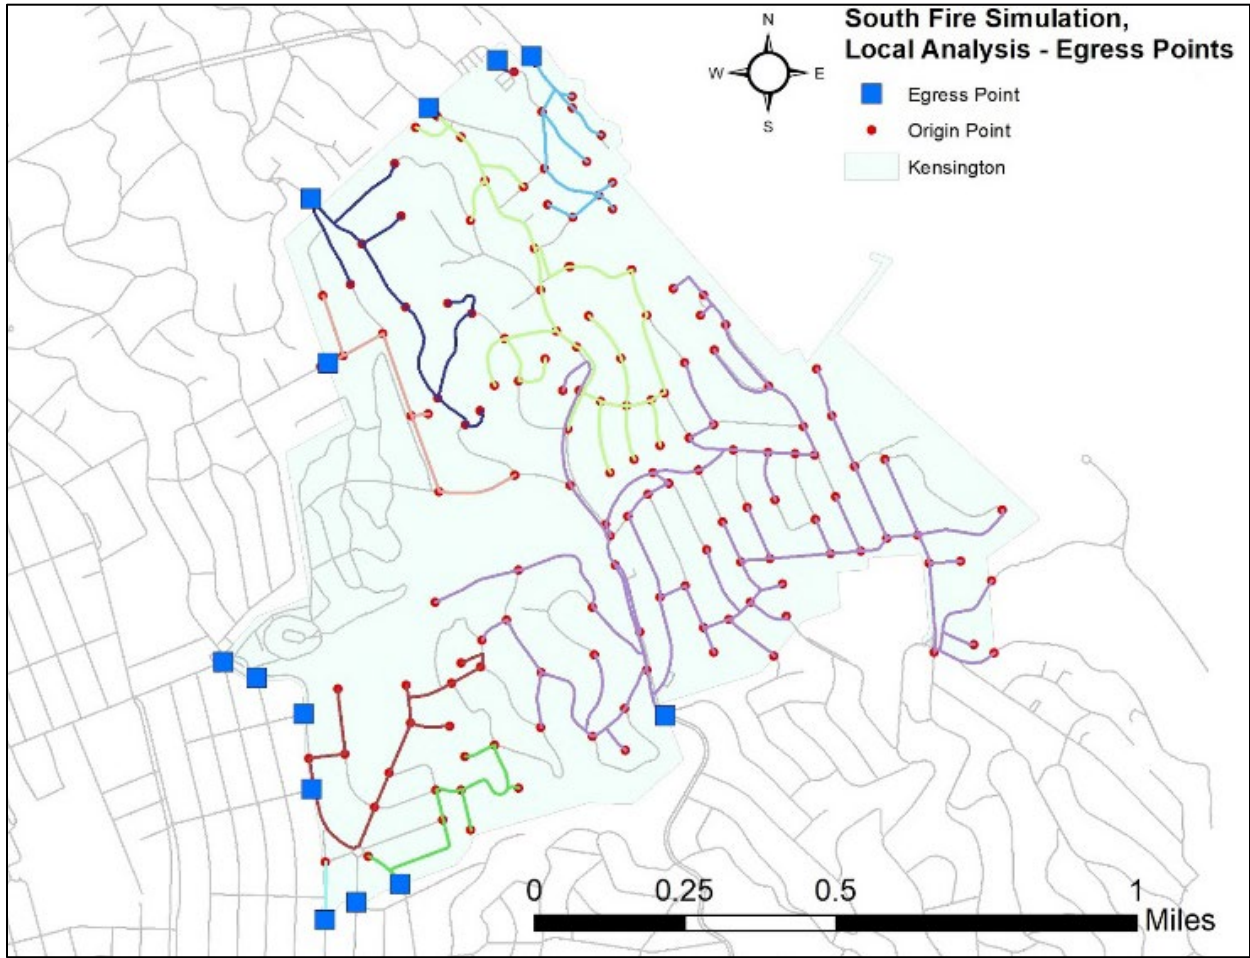 South Fire Simulation,
Local Analysis - Egress Points
N
W
E
S
Egress Point
Origin Point
Kensington
0
0.25
0.5
1
Miles